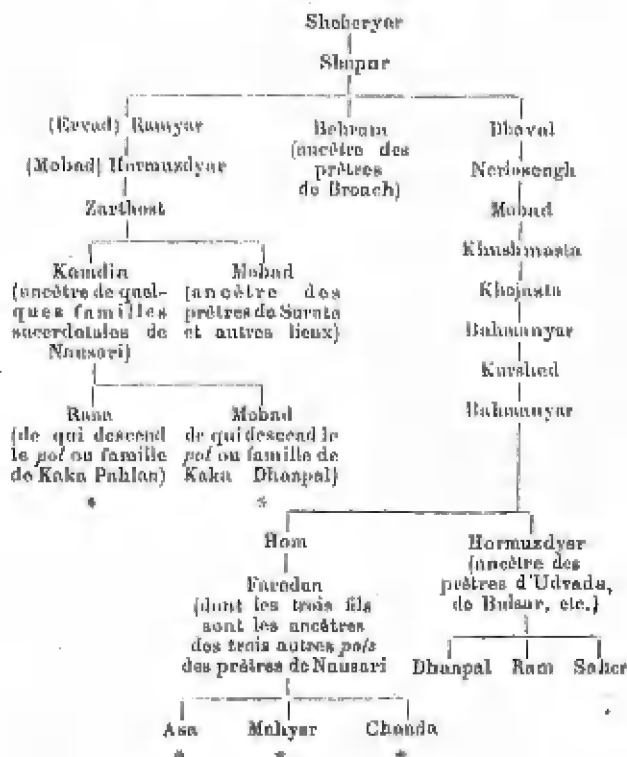 Sheheryar
Shapur
(Ervad) Ramyar
Behram
(ancêtre des
prêtres
de Broach)
Dhaval
(Mobad) Hormuzdyar
Neriosengh
Zarthost
Mobad
Khushmasta
Kamdin
(ancêtre de quel-
ques familles
sacerdotales de
Nausari)
Mobad
(ancêtre des
prêtres de Surate
et autres lieux)
Khojasta
Bahmanyar
Kurshed
Bahmanyar
Rana
(de qui descend
le pol ou famille
de Kaka Pahlan)
*
Mobad
de qui descend le
pol ou famille de
Kaka Dhanpal)
*
Hom
Faredun
(dont les trois fils
sont les ancêtres
des trois autres pols
des prêtres de Nausari
Hormuzdyar
(ancêtre des
prêtres d'Udvada,
de Bulsar, etc.)
Dhanpal Ram
Asa Mahyar Chanda
* * *